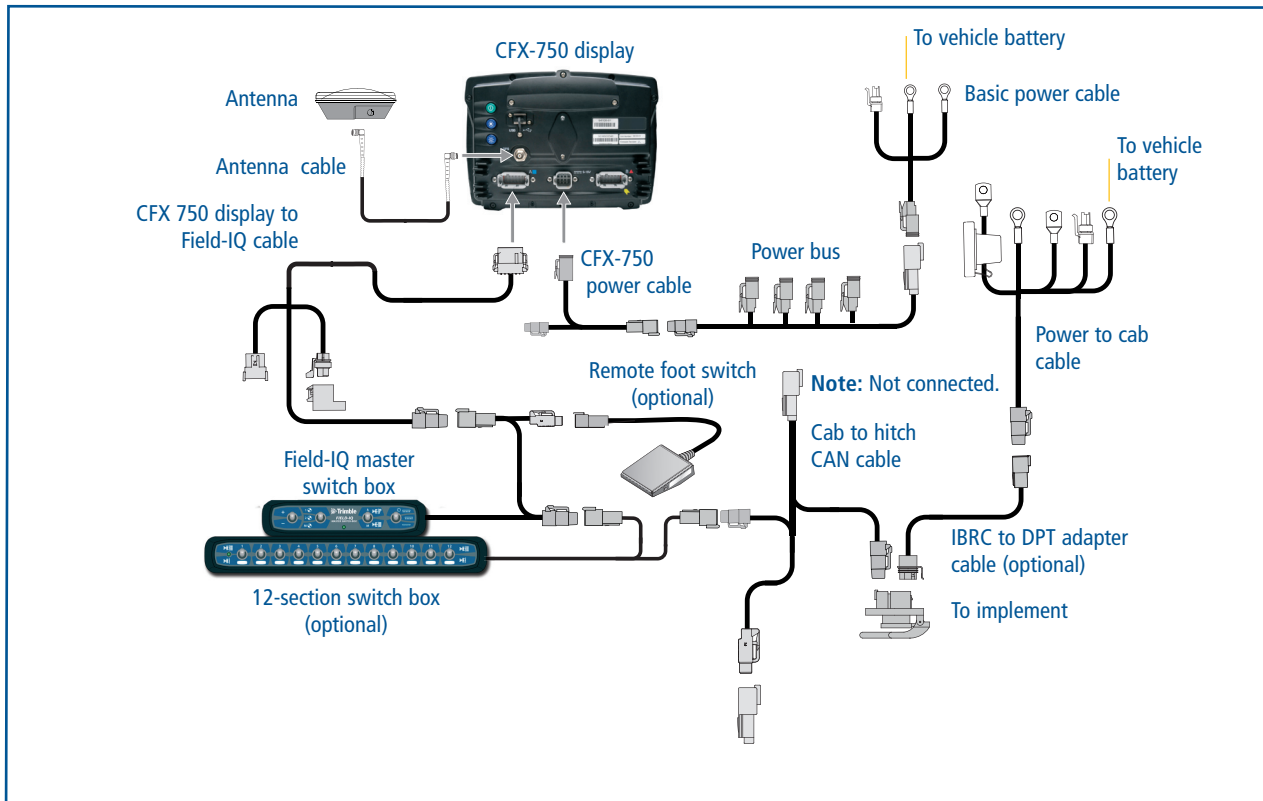 CFX-750 display
To vehicle battery
Antenna
Basic power cable
Antenna cable
To vehicle
battery
CFX 750 display to
Field-IQ cable
CFX-750
power cable
Power bus
Power to cab
cable
Remote foot switch
(optional)
Note: Not connected.
Cab to hitch
CAN cable
Field-IQ master
switch box
Trimble
FIELD-IQ
IBRC to DPT adapter
cable (optional)
12-section switch box
(optional)
To implement